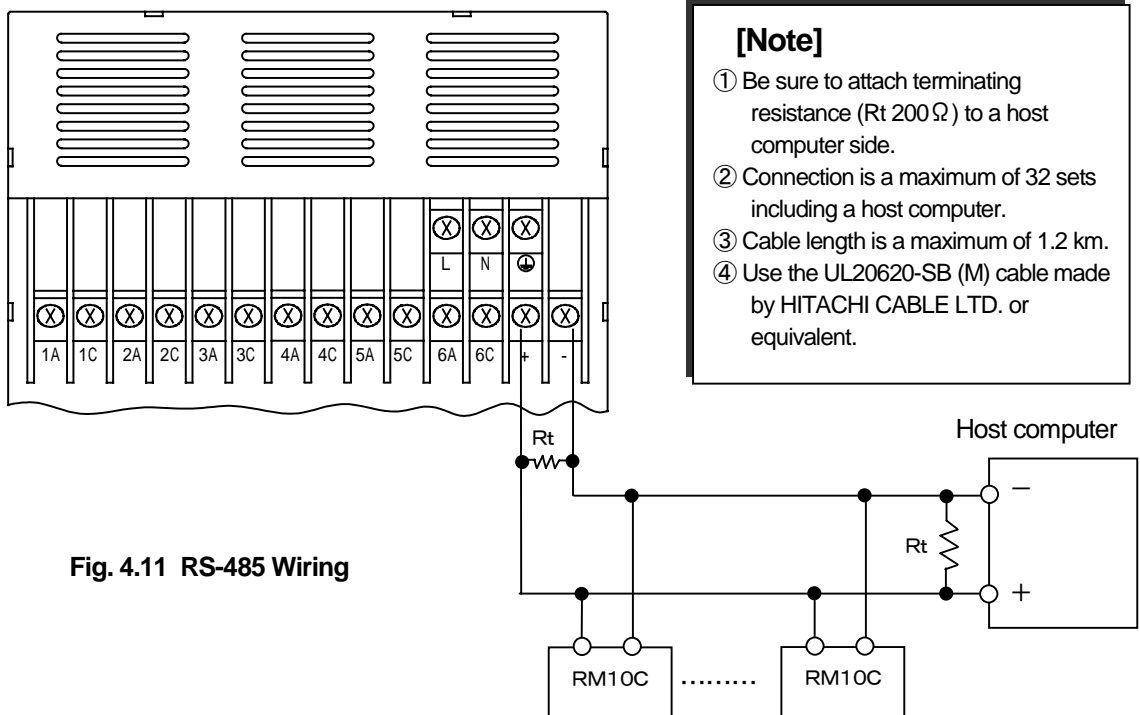 [Note]
① Be sure to attach terminating
resistance (Rt 200Ω) to a host
computer side.
② Connection is a maximum of 32 sets
including a host computer.
③ Cable length is a maximum of 1.2 km.
④ Use the UL20620-SB (M) cable made
by HITACHI CABLE LTD. or
equivalent.
L N ⏚
1A 1C 2A 2C 3A 3C 4A 4C 5A 5C 6A 6C + -
Rt
Host computer
−
Rt
+
Fig. 4.11 RS-485 Wiring
RM10C ......... RM10C